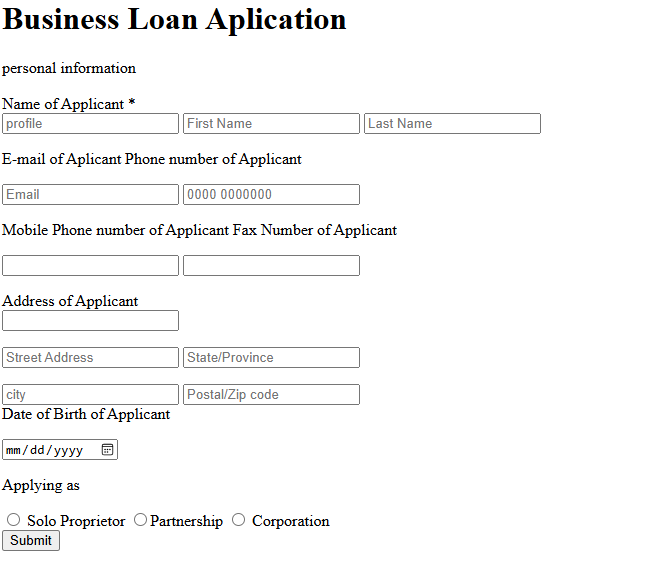 Business Loan Aplication
personal information
Name of Applicant *
profile First Name Last Name
E-mail of Aplicant Phone number of Applicant
Email 0000 0000000
Mobile Phone number of Applicant Fax Number of Applicant
Address of Applicant
Street Address State/Province
city Postal/Zip code
Date of Birth of Applicant
mm/dd/yyyy
Applying as
Solo Proprietor Partnership Corporation
Submit